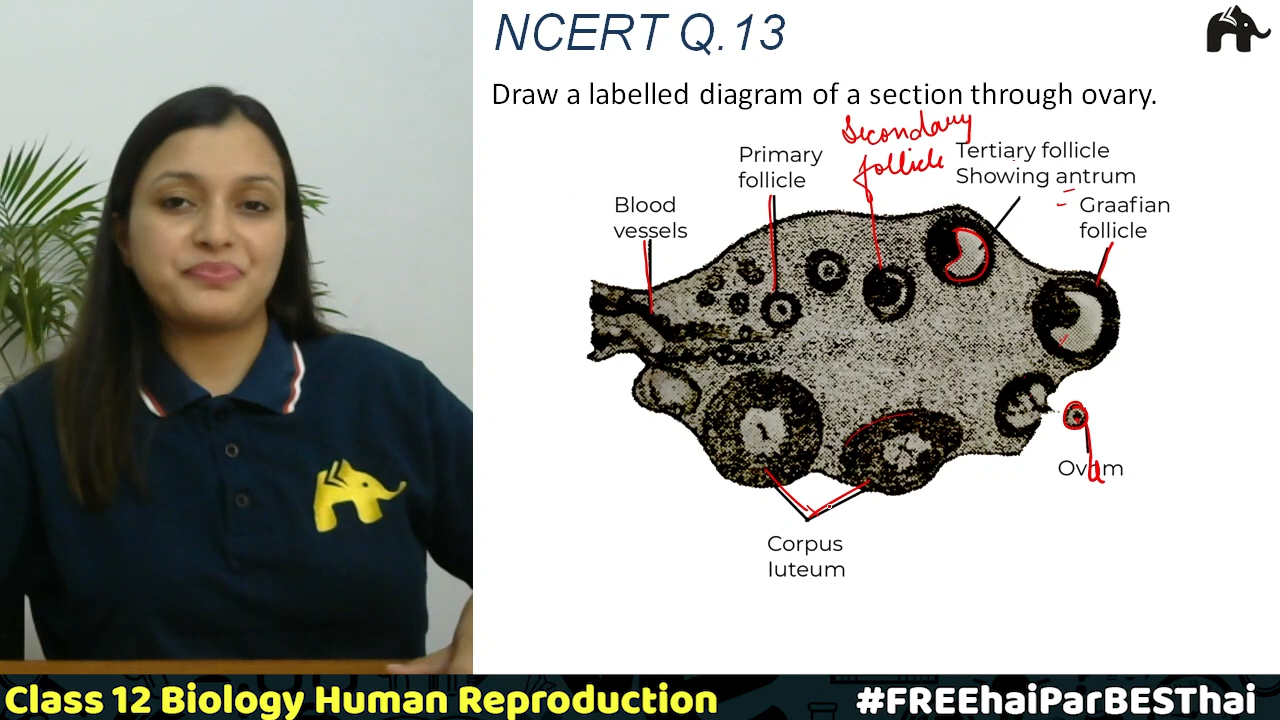 NCERT Q.13
Draw a labelled diagram of a section through ovary.
Secondary
follicle
Primary
follicle
Tertiary follicle
Showing antrum
Blood
vessels
Graafian
follicle
Ovum
Corpus
luteum
Class 12 Biology Human Reproduction
#FREEhaiParBESThai